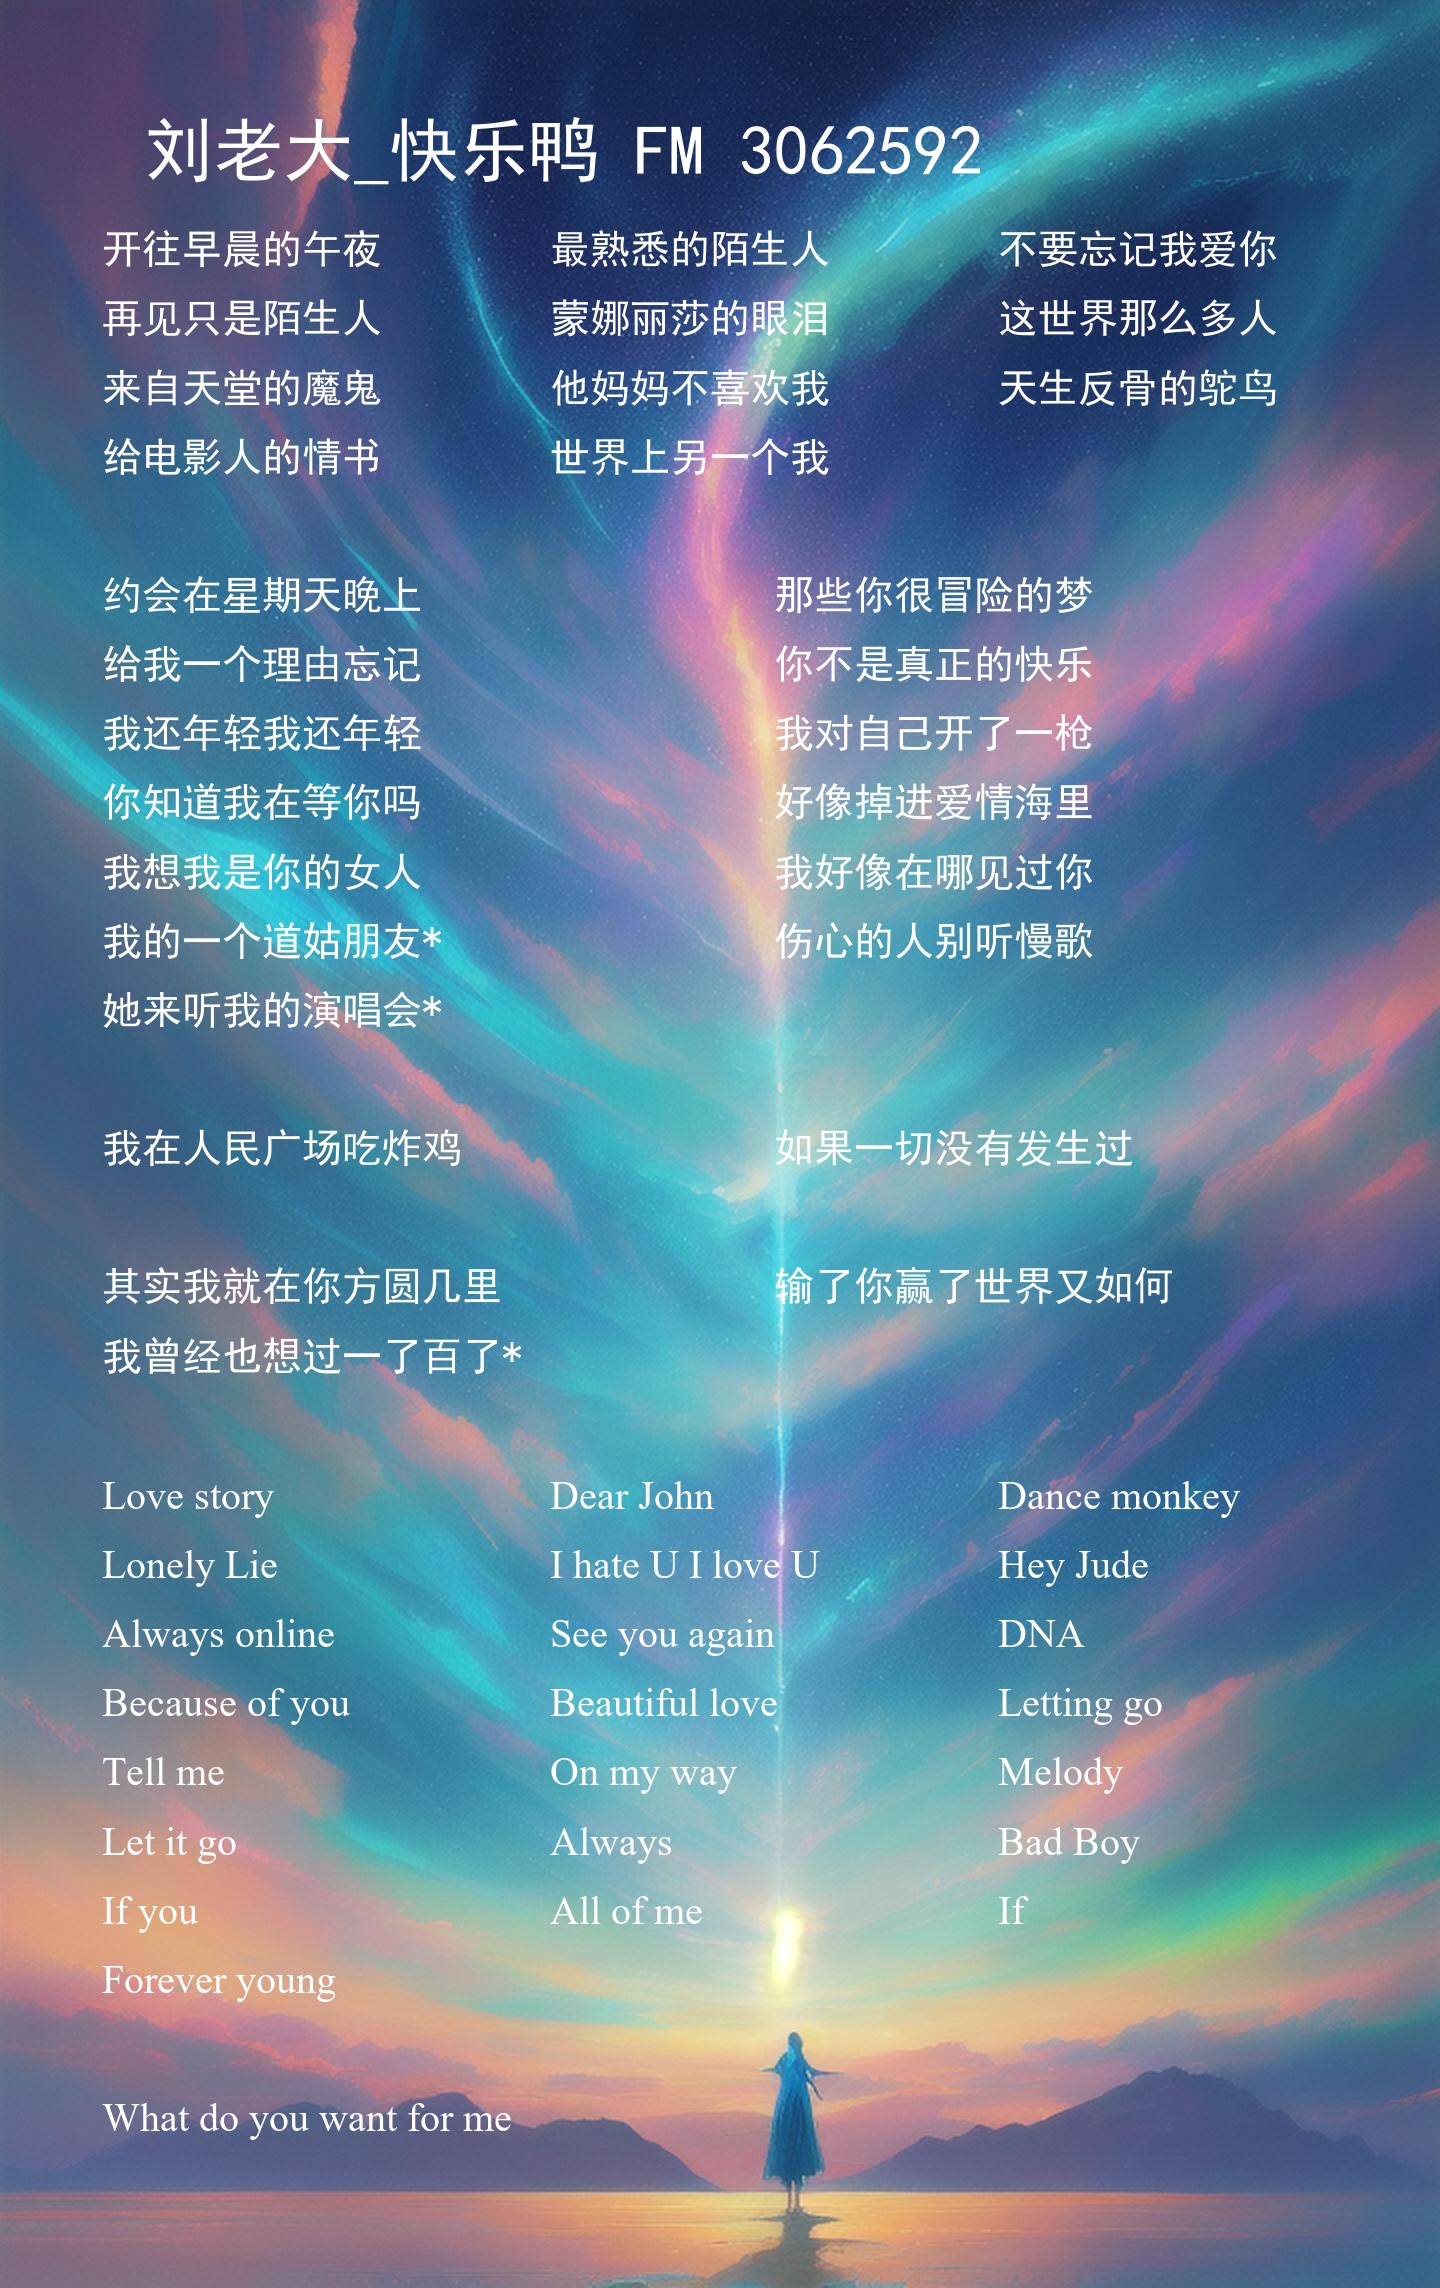 刘老大_快乐鸭 FM 3062592
开往早晨的午夜 最熟悉的陌生人 不要忘记我爱你
再见只是陌生人 蒙娜丽莎的眼泪 这世界那么多人
来自天堂的魔鬼 他妈妈不喜欢我 天生反骨的鸵鸟
给电影人的情书 世界上另一个我
约会在星期天晚上 那些你很冒险的梦
给我一个理由忘记 你不是真正的快乐
我还年轻我还年轻 我对自己开了一枪
你知道我在等你吗 好像掉进爱情海里
我想我是你的女人 我好像在哪见过你
我的一个道姑朋友* 伤心的人别听慢歌
她来听我的演唱会*
我在人民广场吃炸鸡 如果一切没有发生过
其实我就在你方圆几里 输了你赢了世界又如何
我曾经也想过一了百了*
Love story Dear John Dance monkey
Lonely Lie I hate U I love U Hey Jude
Always online See you again DNA
Because of you Beautiful love Letting go
Tell me On my way Melody
Let it go Always Bad Boy
If you All of me If
Forever young
What do you want for me